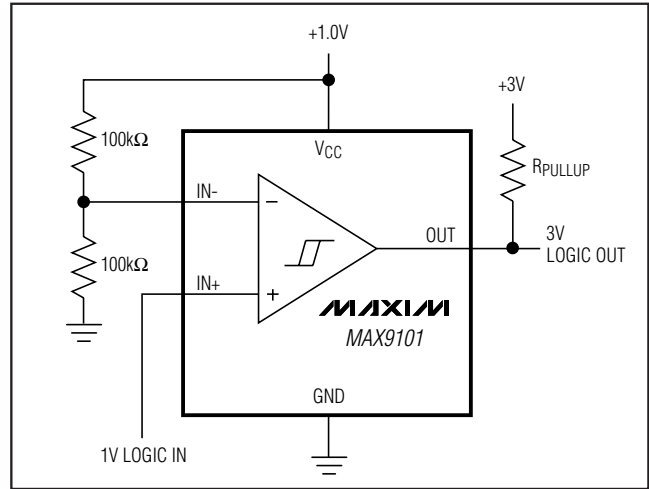 +1.0V
+3V
100kΩ
VCC
RPULLUP
IN-
−
OUT
3V
LOGIC OUT
100kΩ
IN+
+
MAXIM
MAX9101
GND
1V LOGIC IN